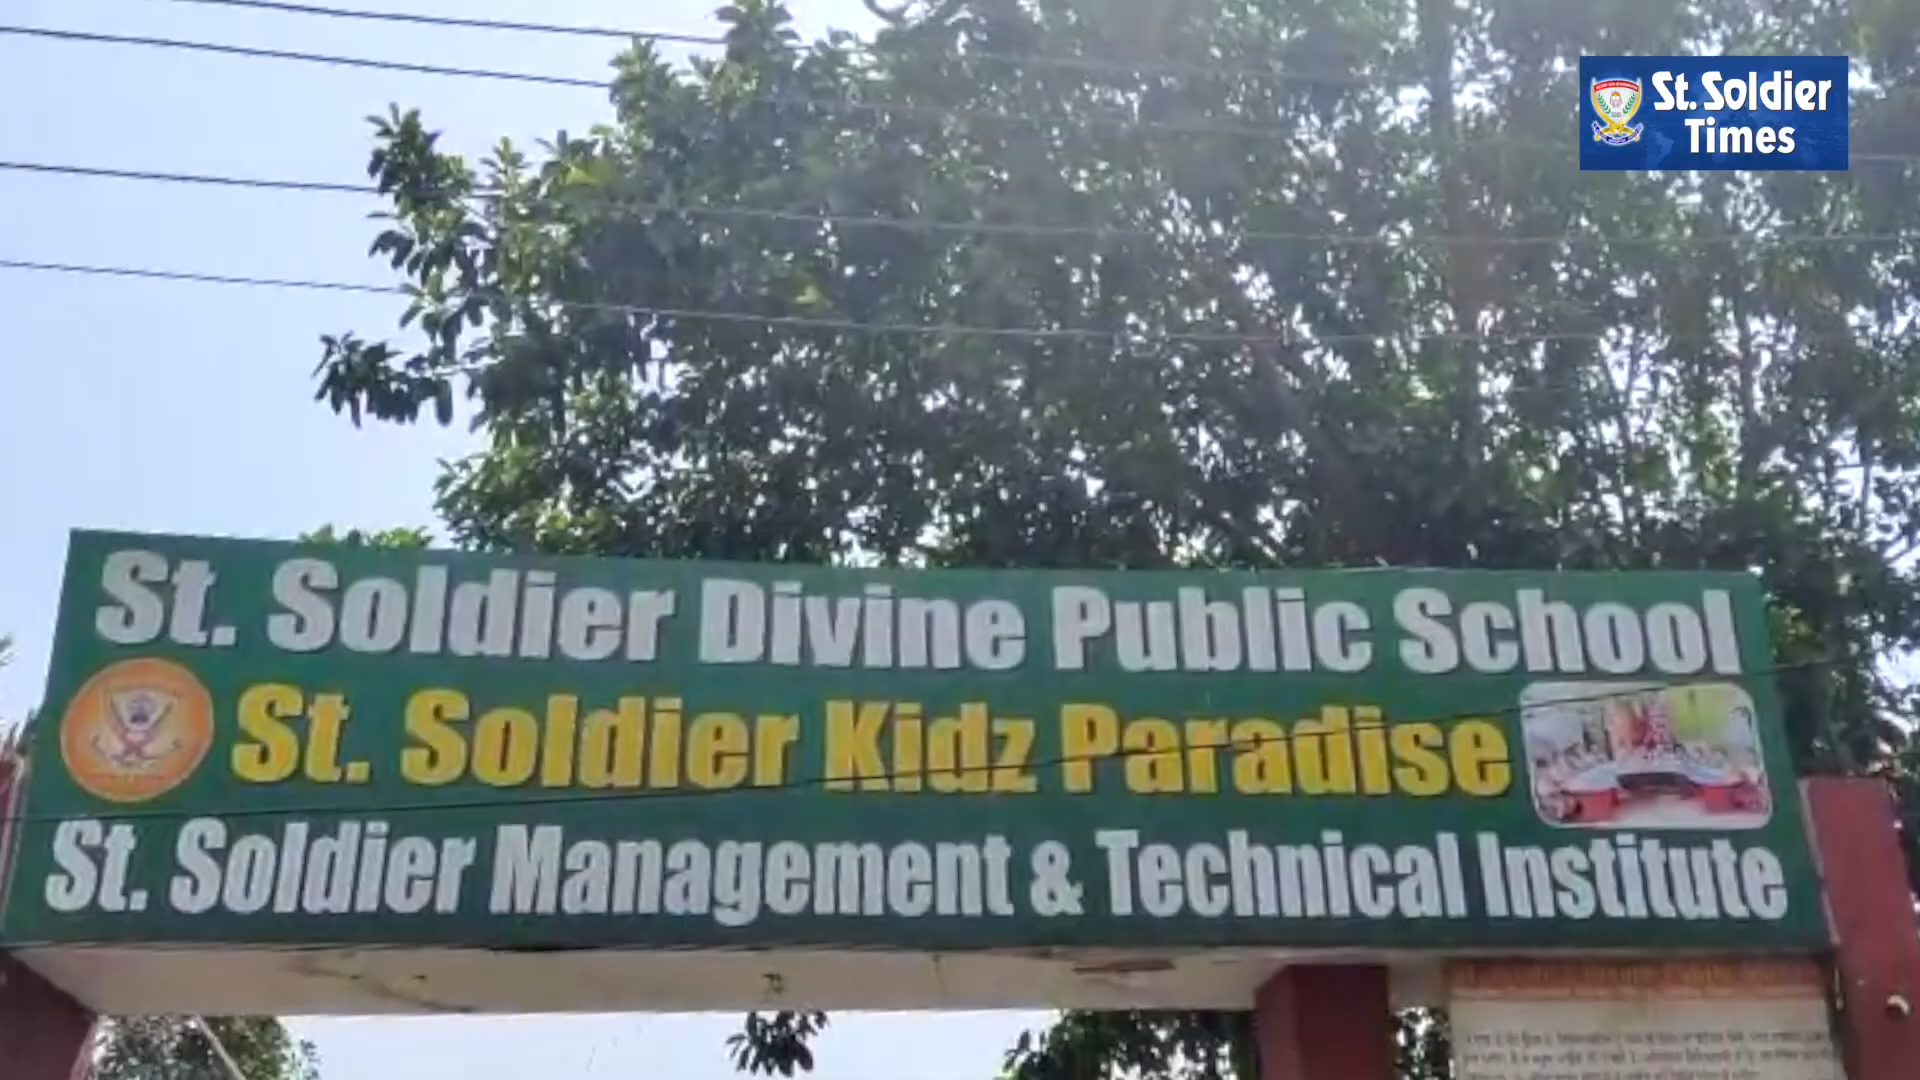 St. Soldier
Times
St. Soldier Divine Public School
St. Soldier Kidz Paradise
St. Soldier Management & Technical Institute